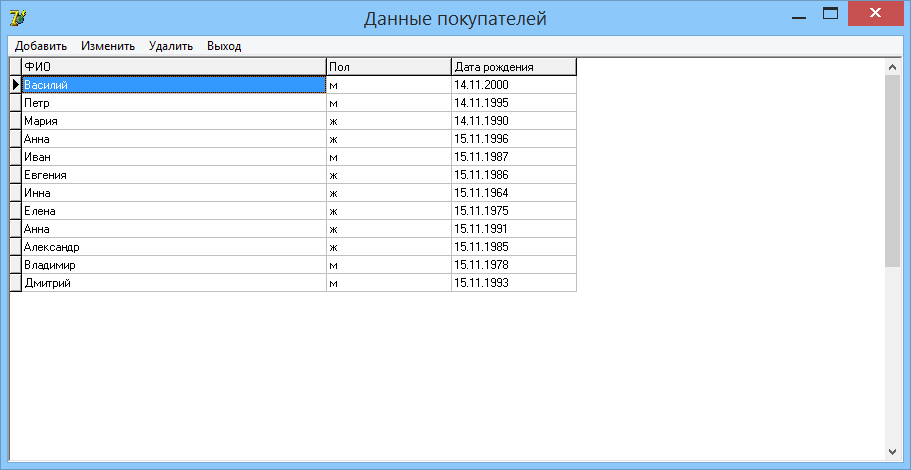 Данные покупателей
Добавить Изменить Удалить Выход
ФИО Пол Дата рождения
Василий м 14.11.2000
Петр м 14.11.1995
Мария ж 14.11.1990
Анна ж 15.11.1996
Иван м 15.11.1987
Евгения ж 15.11.1986
Инна ж 15.11.1964
Елена ж 15.11.1975
Анна ж 15.11.1991
Александр ж 15.11.1985
Владимир м 15.11.1978
Дмитрий м 15.11.1993